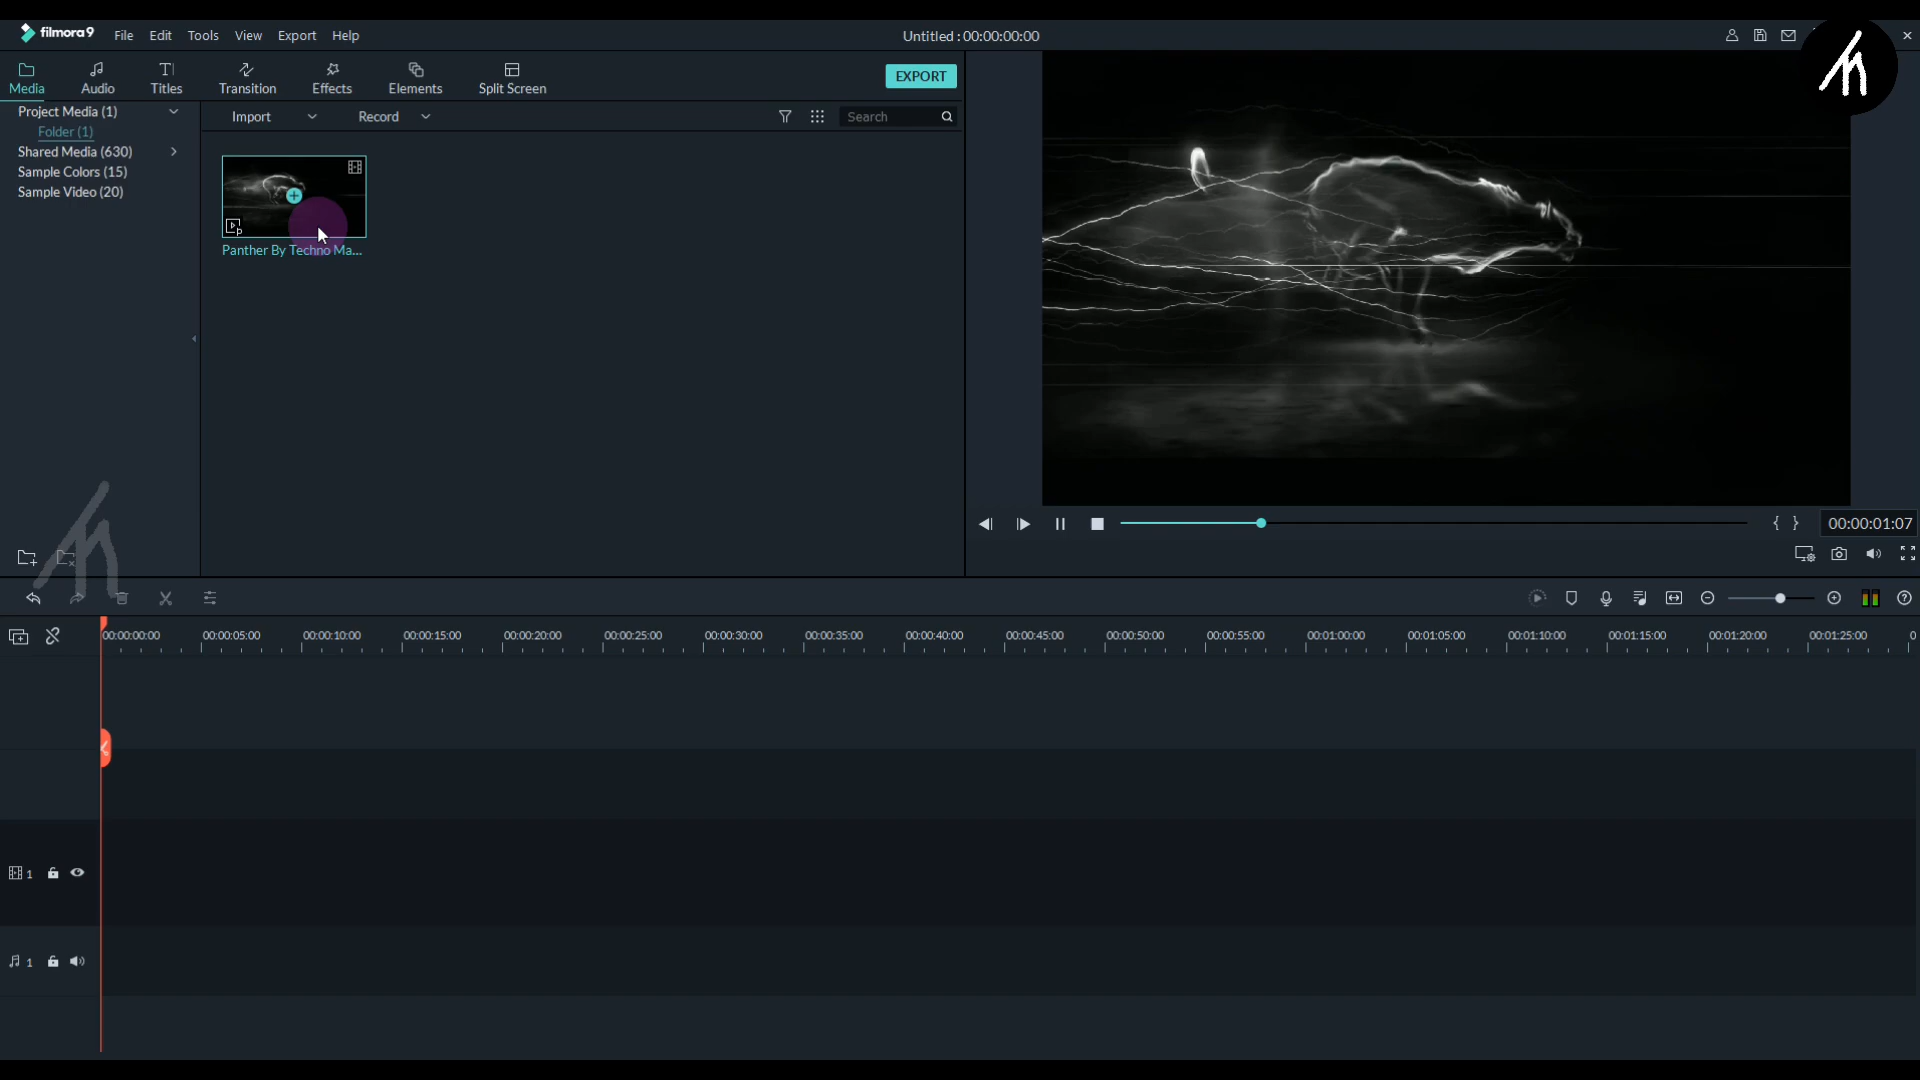 filmora9 File Edit Tools View Export Help
Untitled : 00:00:00:00
Media Audio Titles Transition Effects Elements Split Screen
EXPORT
Project Media (1)
Folder (1)
Shared Media (630)
Sample Colors (15)
Sample Video (20)
Import Record Search
Panther By Techno Ma...
{ } 00:00:01:07
00:00:00:00 00:00:05:00 00:00:10:00 00:00:15:00 00:00:20:00 00:00:25:00 00:00:30:00 00:00:35:00 00:00:40:00 00:00:45:00 00:00:50:00 00:00:55:00 00:01:00:00 00:01:05:00 00:01:10:00 00:01:15:00 00:01:20:00 00:01:25:00 0
1
1